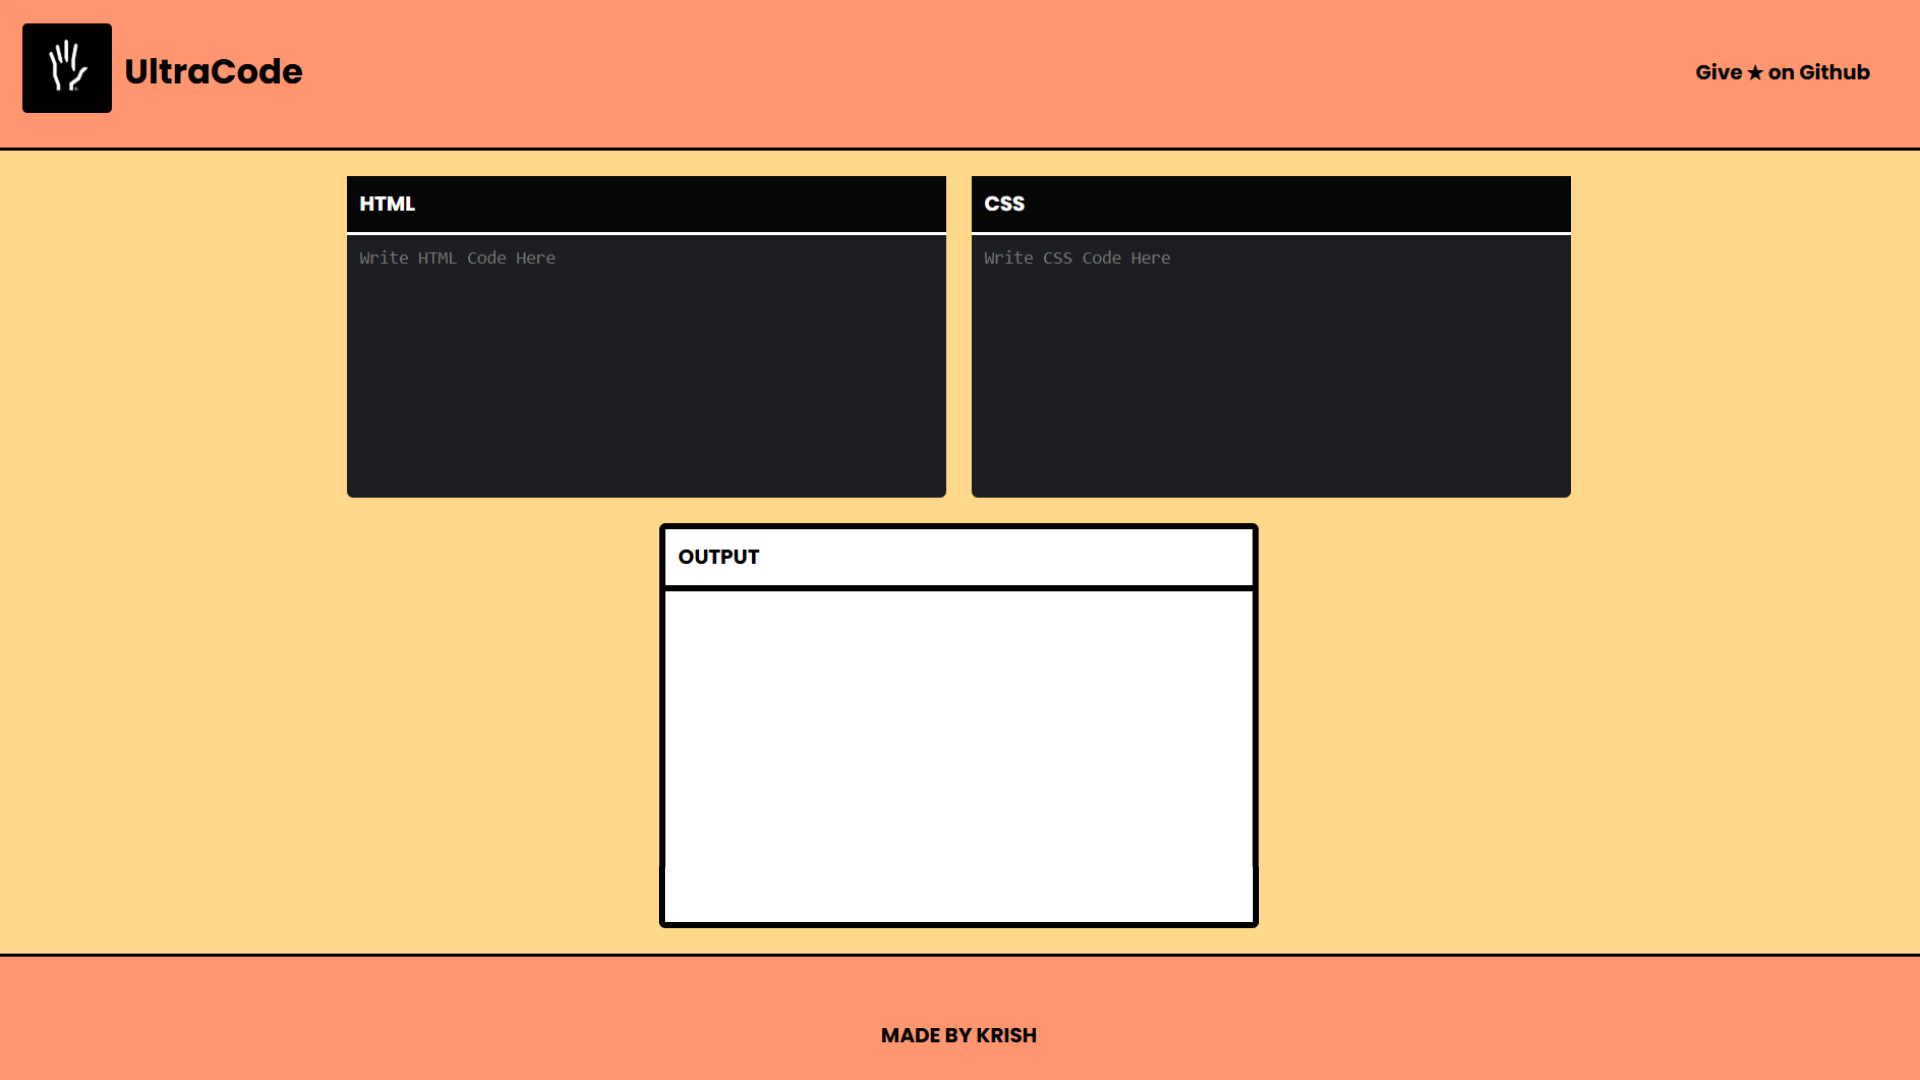 UltraCode
Give ★ on Github
HTML
CSS
Write HTML Code Here
Write CSS Code Here
OUTPUT
MADE BY KRISH